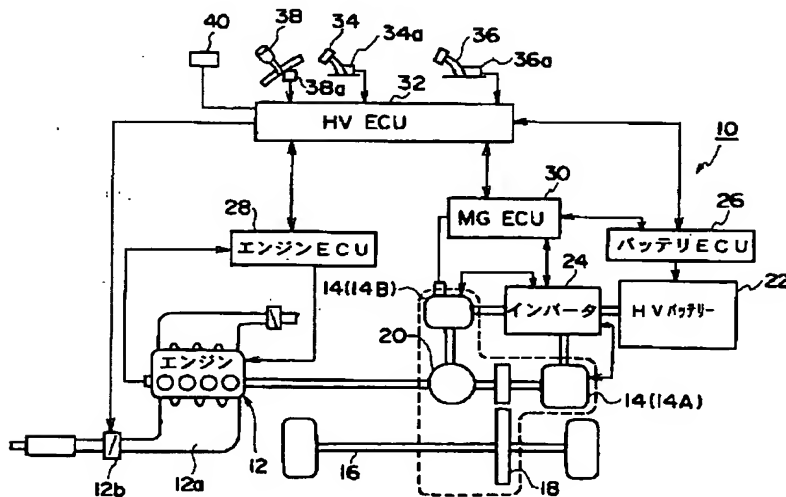 40
38
34
34a
36
36a
38a
32
HV ECU
10
30
MG ECU
28
エンジンECU
26
バッテリECU
24
インバータ
22
HVバッテリー
14(14B)
20
エンジン
14(14A)
12
12a
12b
16
18